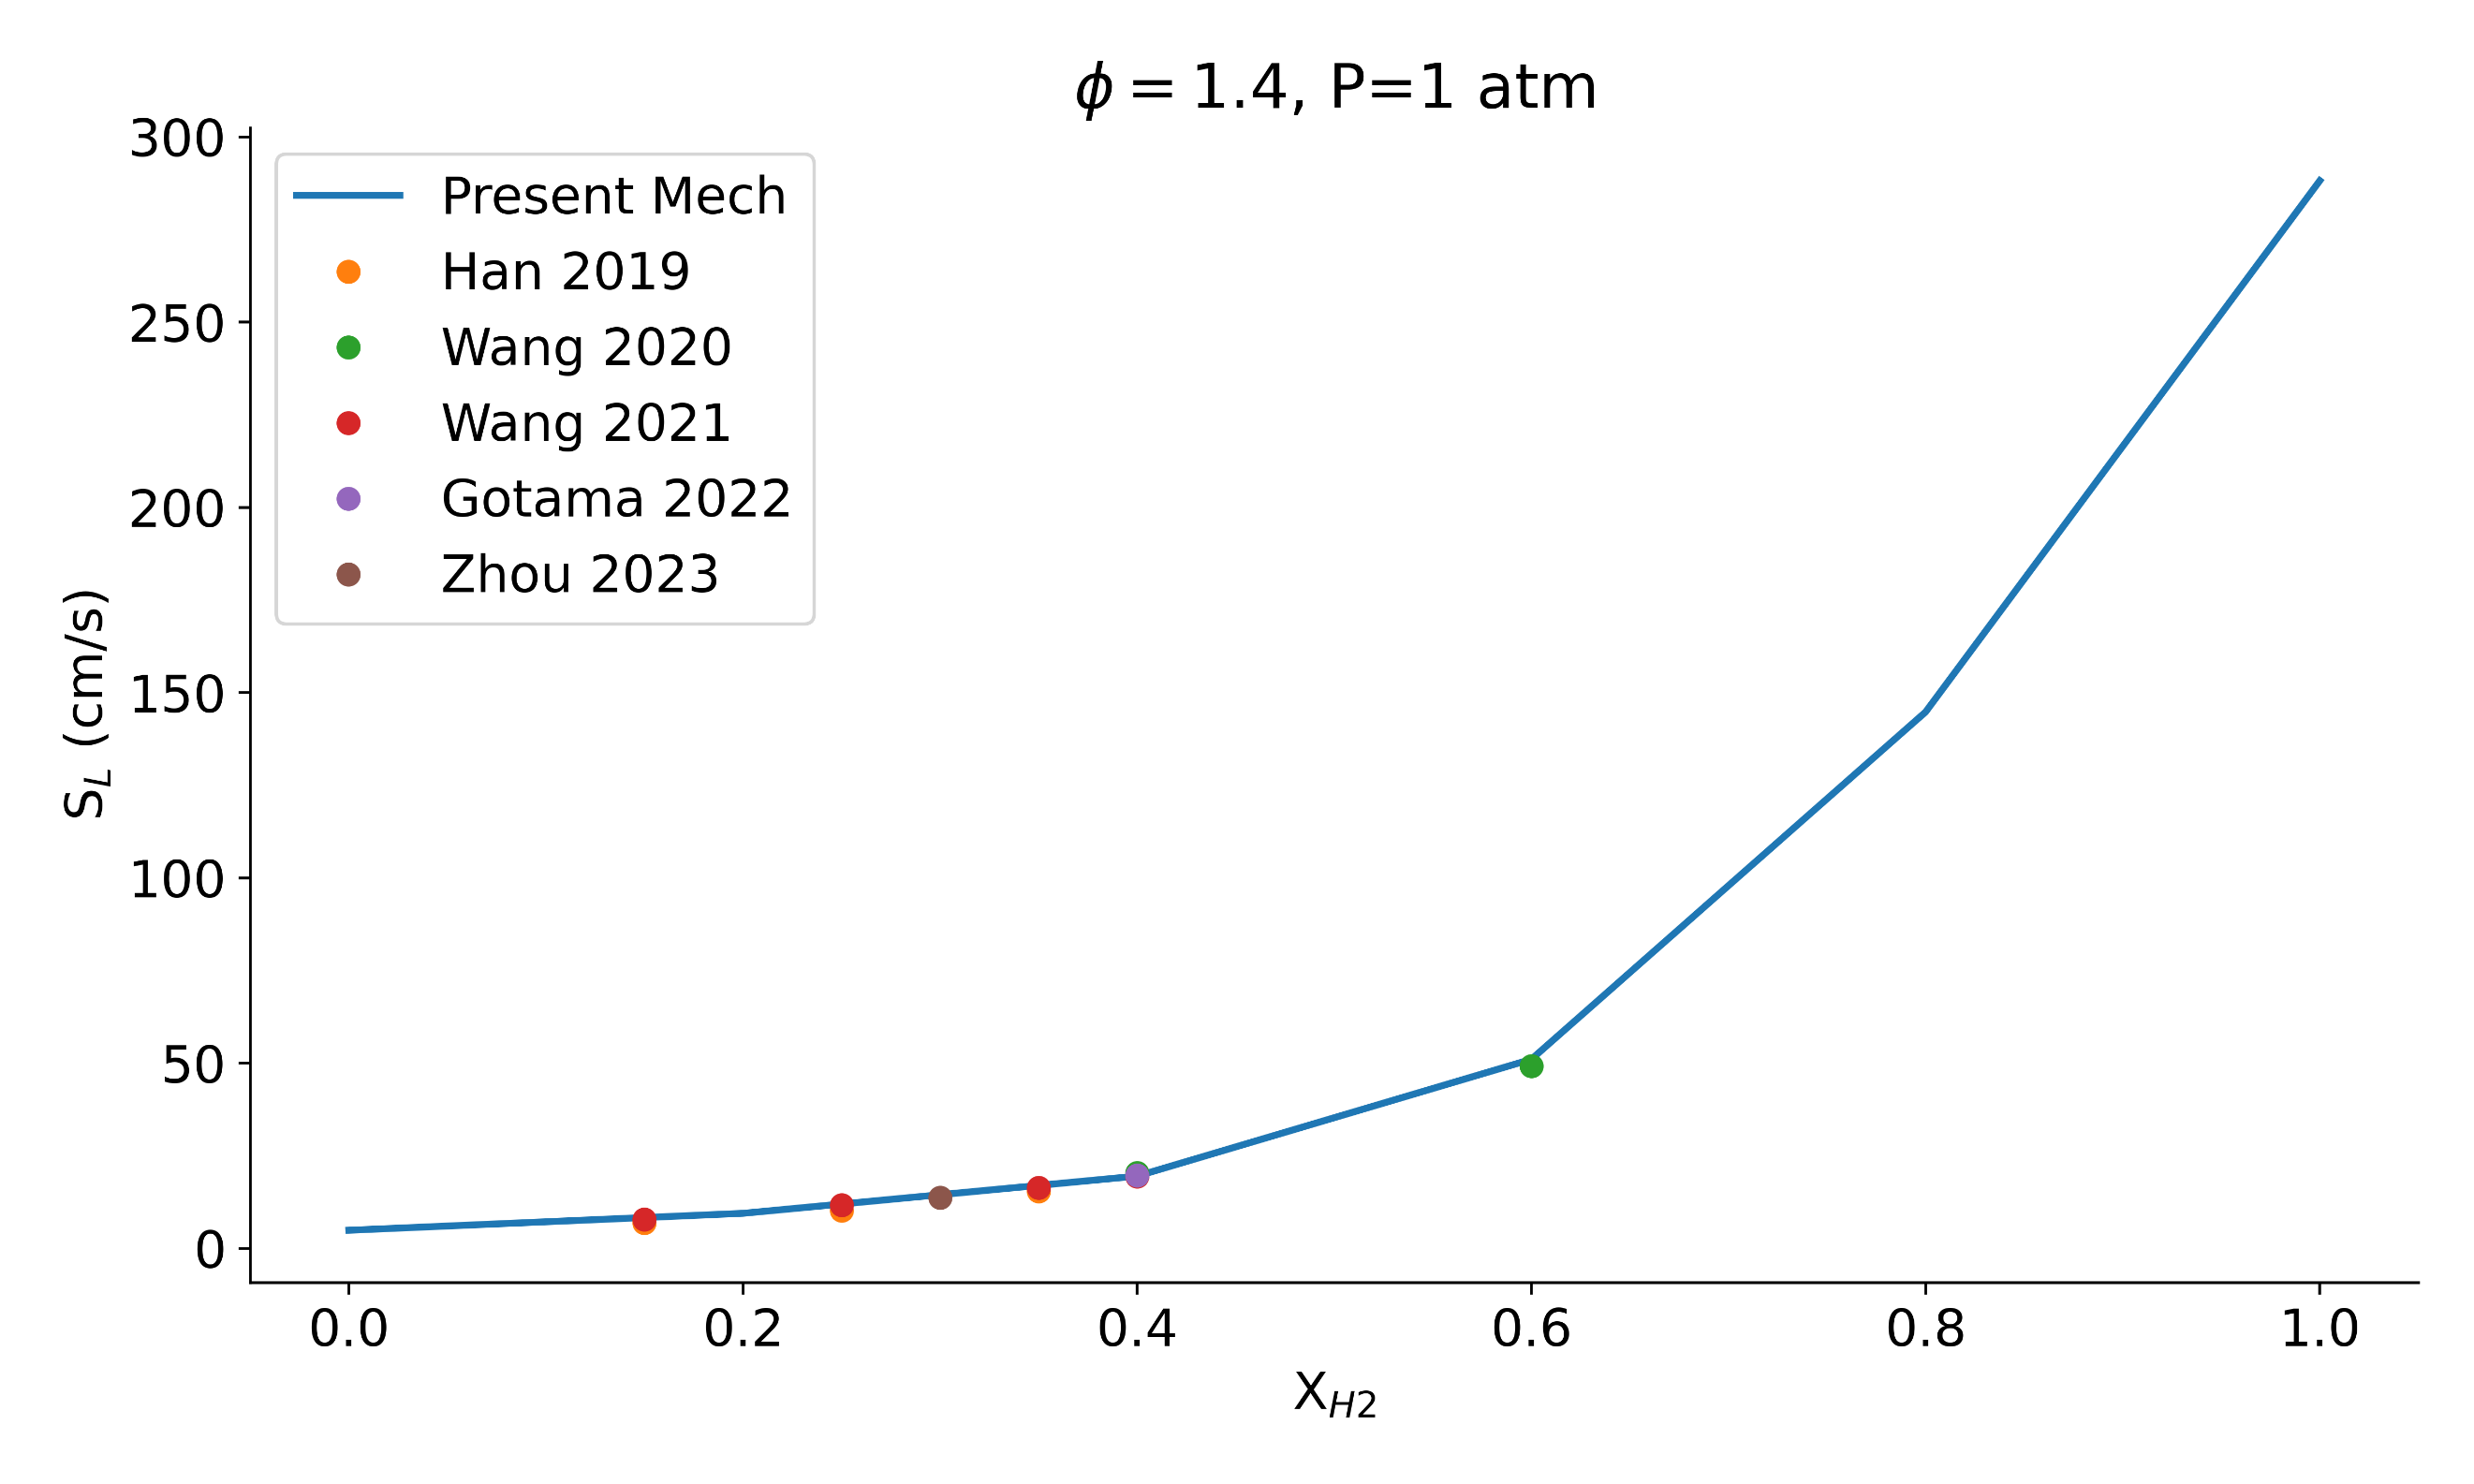 ϕ = 1.4, P=1 atm
Present Mech
Han 2019
Wang 2020
Wang 2021
Gotama 2022
Zhou 2023
S_L (cm/s)
300
250
200
150
100
50
0
0.0 0.2 0.4 0.6 0.8 1.0
X_H2